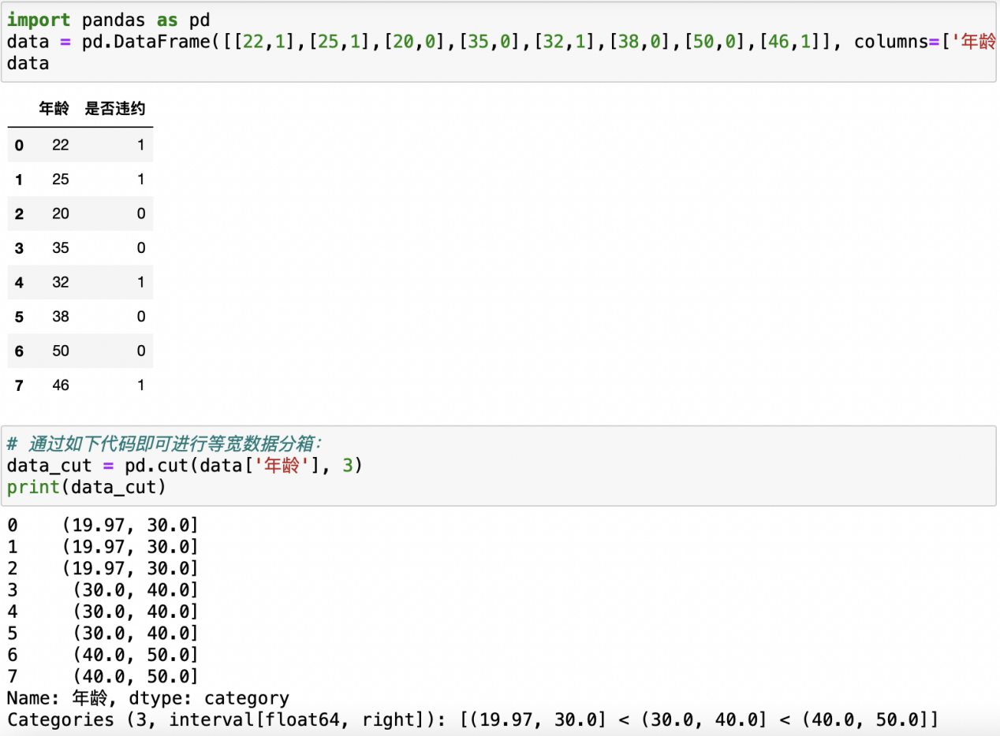 import pandas as pd
data = pd.DataFrame([[22,1],[25,1],[20,0],[35,0],[32,1],[38,0],[50,0],[46,1]], columns=['年龄
data
年龄 是否违约
0 22 1
1 25 1
2 20 0
3 35 0
4 32 1
5 38 0
6 50 0
7 46 1
# 通过如下代码即可进行等宽数据分箱：
data_cut = pd.cut(data['年龄'], 3)
print(data_cut)
0 (19.97, 30.0]
1 (19.97, 30.0]
2 (19.97, 30.0]
3 (30.0, 40.0]
4 (30.0, 40.0]
5 (30.0, 40.0]
6 (40.0, 50.0]
7 (40.0, 50.0]
Name: 年龄, dtype: category
Categories (3, interval[float64, right]): [(19.97, 30.0] < (30.0, 40.0] < (40.0, 50.0]]